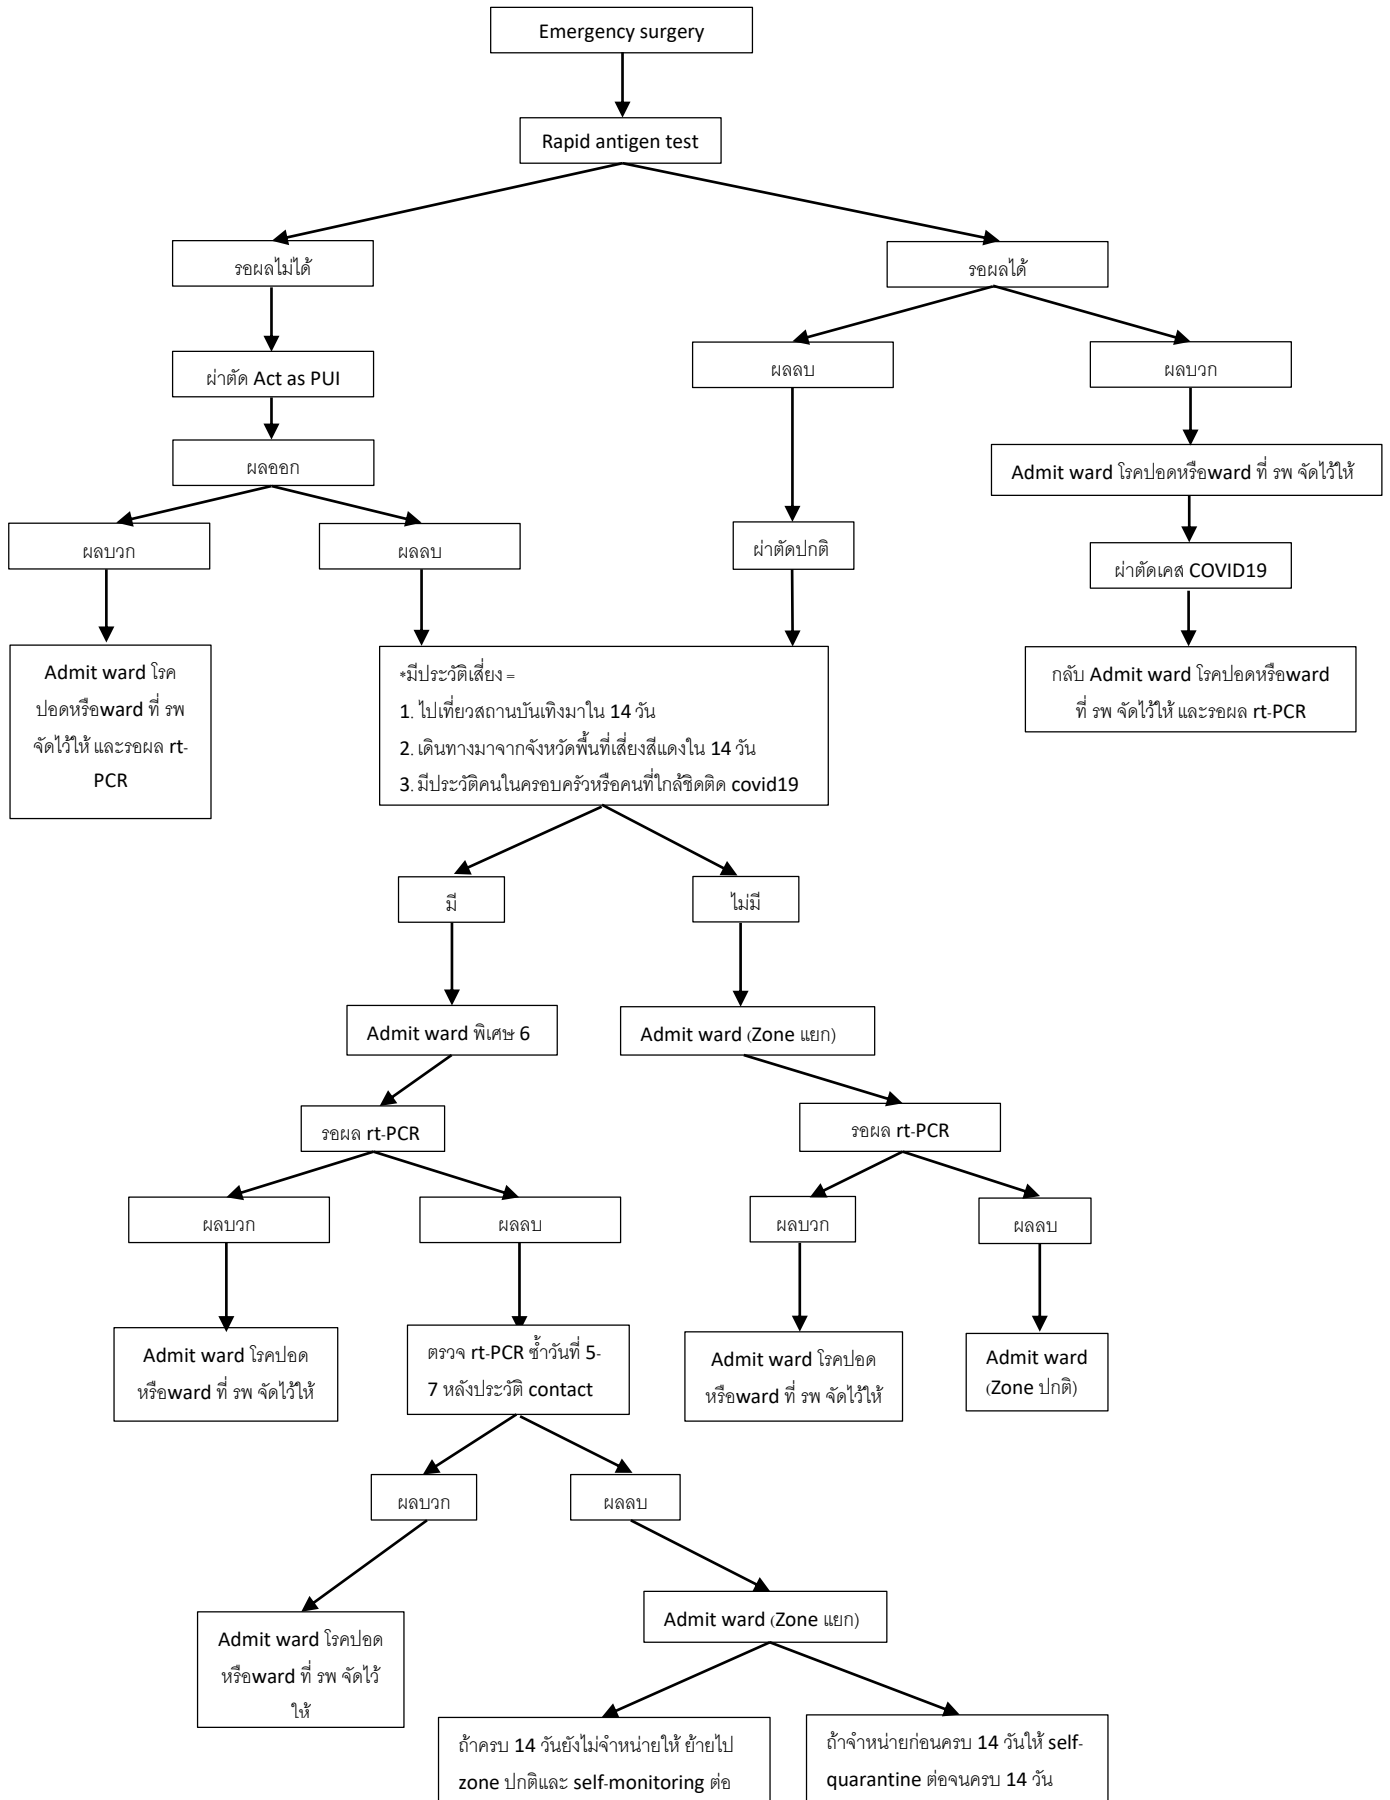 Emergency surgery
Rapid antigen test
รอผลไม่ได้
รอผลได้
ผ่าตัด Act as PUI
ผลลบ
ผลบวก
ผลออก
Admit ward โรคปอดหรือward ที่ รพ จัดไว้ให้
ผลบวก
ผลลบ
ผ่าตัดปกติ
ผ่าตัดเคส COVID19
Admit ward โรค
ปอดหรือward ที่ รพ
จัดไว้ให้ และรอผล rt-
PCR
*มีประวัติเสี่ยง =
1. ไปเที่ยวสถานบันเทิงมาใน 14 วัน
2. เดินทางมาจากจังหวัดพื้นที่เสี่ยงสีแดงใน 14 วัน
3. มีประวัติคนในครอบครัวหรือคนที่ใกล้ชิดติด covid19
กลับ Admit ward โรคปอดหรือward
ที่ รพ จัดไว้ให้ และรอผล rt-PCR
มี
ไม่มี
Admit ward พิเศษ 6
Admit ward (Zone แยก)
รอผล rt-PCR
รอผล rt-PCR
ผลบวก
ผลลบ
ผลบวก
ผลลบ
Admit ward โรคปอด
หรือward ที่ รพ จัดไว้ให้
ตรวจ rt-PCR ซ้ำวันที่ 5-
7 หลังประวัติ contact
Admit ward โรคปอด
หรือward ที่ รพ จัดไว้ให้
Admit ward
(Zone ปกติ)
ผลบวก
ผลลบ
Admit ward โรคปอด
หรือward ที่ รพ จัดไว้
ให้
Admit ward (Zone แยก)
ถ้าครบ 14 วันยังไม่จำหน่ายให้ ย้ายไป
zone ปกติและ self-monitoring ต่อ
ถ้าจำหน่ายก่อนครบ 14 วันให้ self-
quarantine ต่อจนครบ 14 วัน